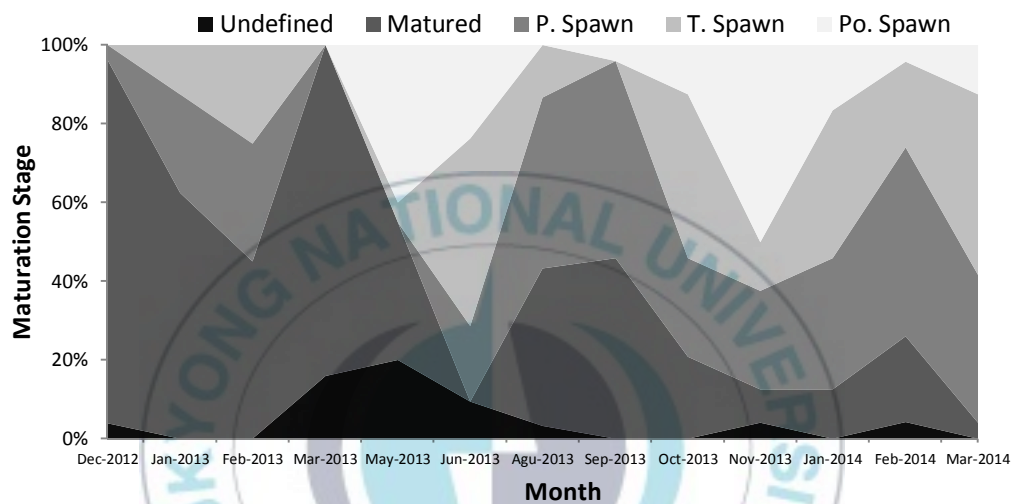 Undefined Matured P. Spawn T. Spawn Po. Spawn
100%
80%
60%
40%
20%
0%
Maturation Stage
Dec-2012 Jan-2013 Feb-2013 Mar-2013 May-2013 Jun-2013 Agu-2013 Sep-2013 Oct-2013 Nov-2013 Jan-2014 Feb-2014 Mar-2014
Month
NATIONAL